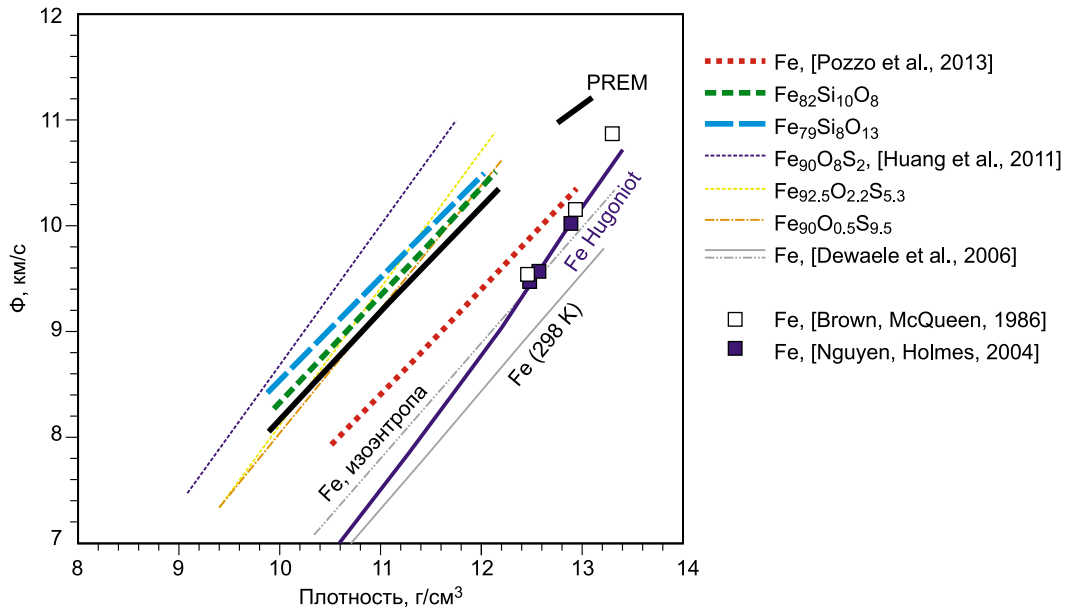 12
11
10
9
8
7
Ф, км/с
8
9
10
11
12
13
14
Плотность, г/см³
PREM
Fe Hugoniot
Fe (298 K)
Fe, изоэнтропа
Fe, [Pozzo et al., 2013]
Fe₈₂Si₁₀O₈
Fe₇₉Si₈O₁₃
Fe₉₀O₈S₂, [Huang et al., 2011]
Fe₉₂.₅O₂.₂S₅.₃
Fe₉₀O₀.₅S₉.₅
Fe, [Dewaele et al., 2006]
Fe, [Brown, McQueen, 1986]
Fe, [Nguyen, Holmes, 2004]